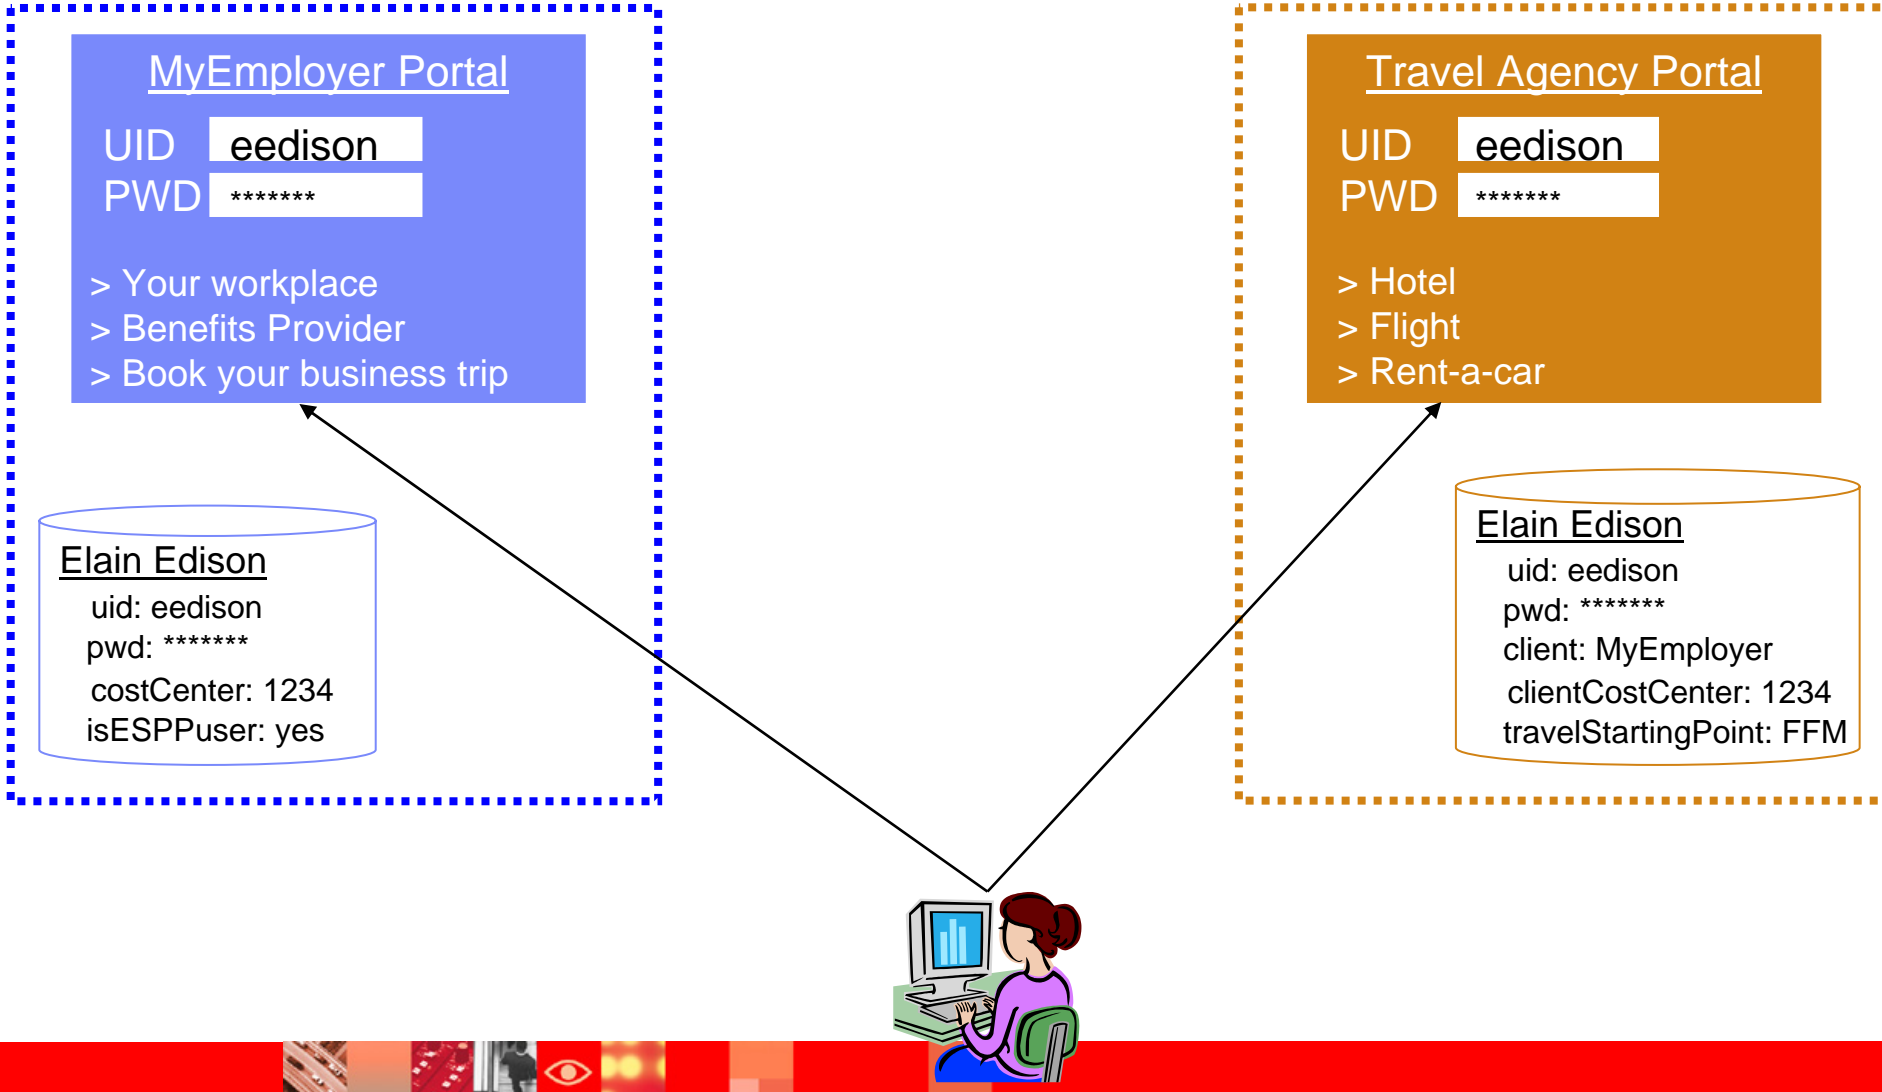 MyEmployer Portal
UID eedison
PWD *******
> Your workplace
> Benefits Provider
> Book your business trip
Elain Edison
uid: eedison
pwd: *******
costCenter: 1234
isESPPuser: yes
Travel Agency Portal
UID eedison
PWD *******
> Hotel
> Flight
> Rent-a-car
Elain Edison
uid: eedison
pwd: *******
client: MyEmployer
clientCostCenter: 1234
travelStartingPoint: FFM